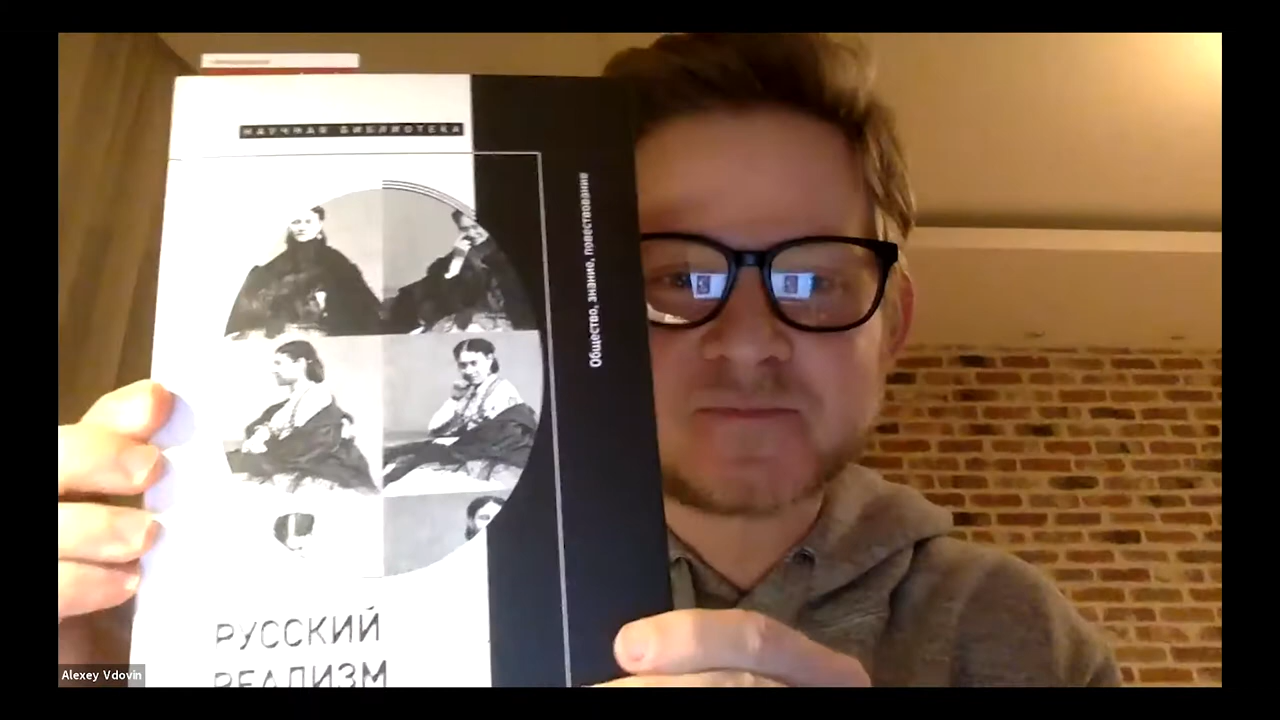 НАУЧНАЯ БИБЛИОТЕКА
Общество, знание, повествование
РУССКИЙ
РЕАЛИЗМ
Alexey Vdovin